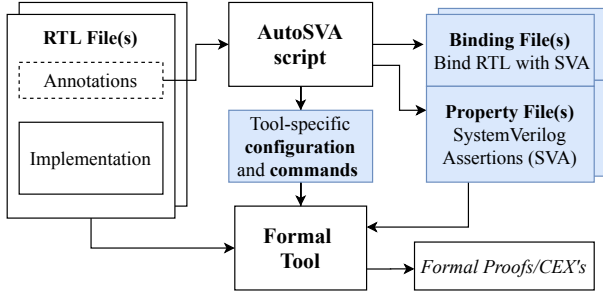 RTL File(s)
Annotations
Implementation
AutoSVA
script
Tool-specific
configuration
and commands
Formal
Tool
Binding File(s)
Bind RTL with SVA
Property File(s)
SystemVerilog
Assertions (SVA)
Formal Proofs/CEX's